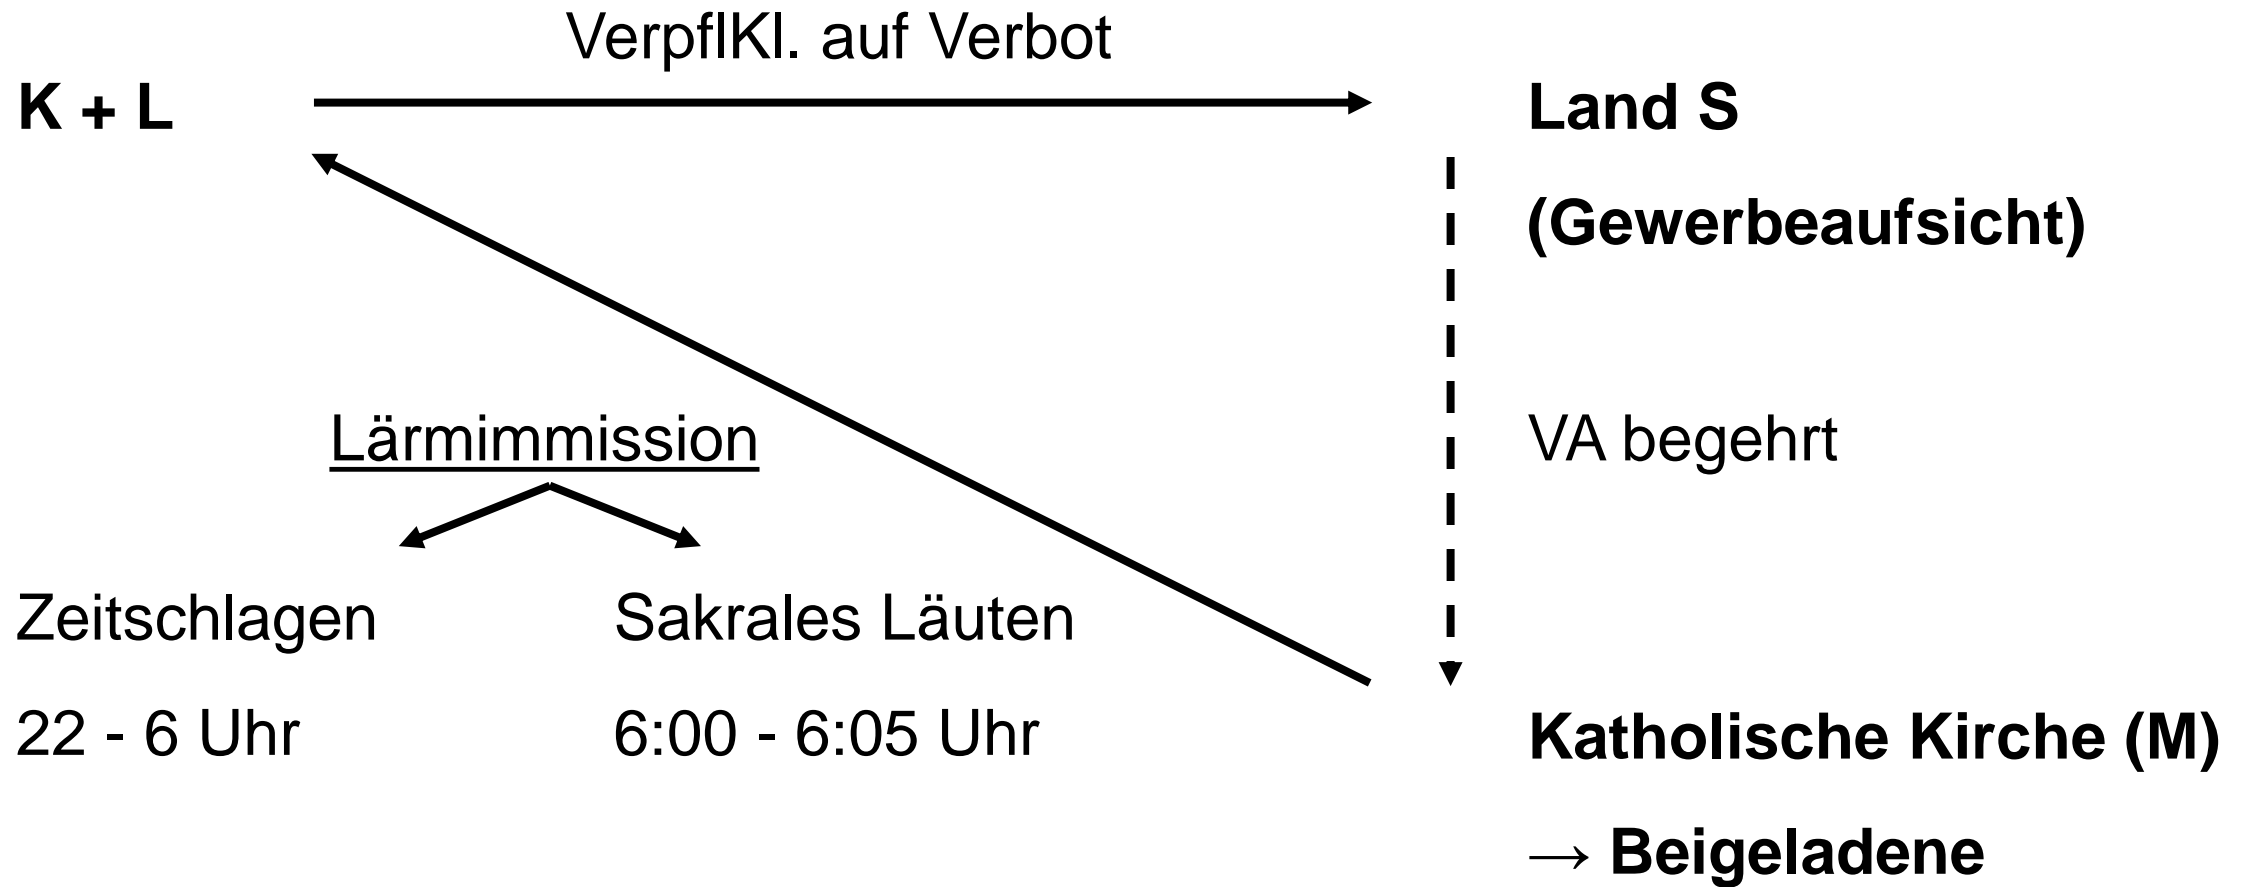 VerpflKl. auf Verbot
K + L
Land S
(Gewerbeaufsicht)
Lärmimmission
VA begehrt
Zeitschlagen
Sakrales Läuten
22 - 6 Uhr
6:00 - 6:05 Uhr
Katholische Kirche (M)
→ Beigeladene